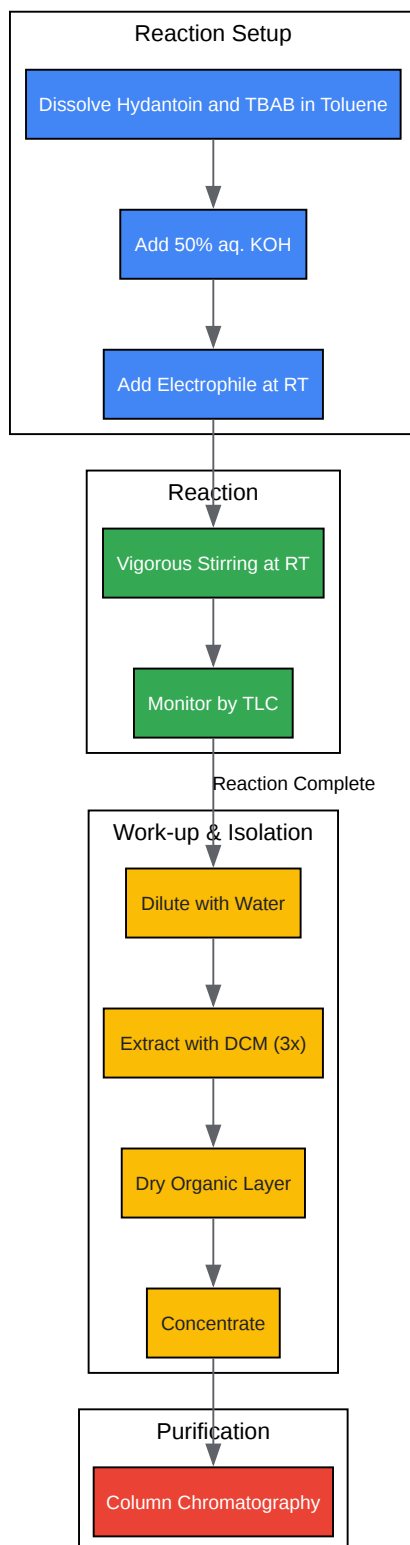 Reaction Setup
Dissolve Hydantoin and TBAB in Toluene
Add 50% aq. KOH
Add Electrophile at RT
Reaction
Vigorous Stirring at RT
Monitor by TLC
Reaction Complete
Work-up & Isolation
Dilute with Water
Extract with DCM (3x)
Dry Organic Layer
Concentrate
Purification
Column Chromatography